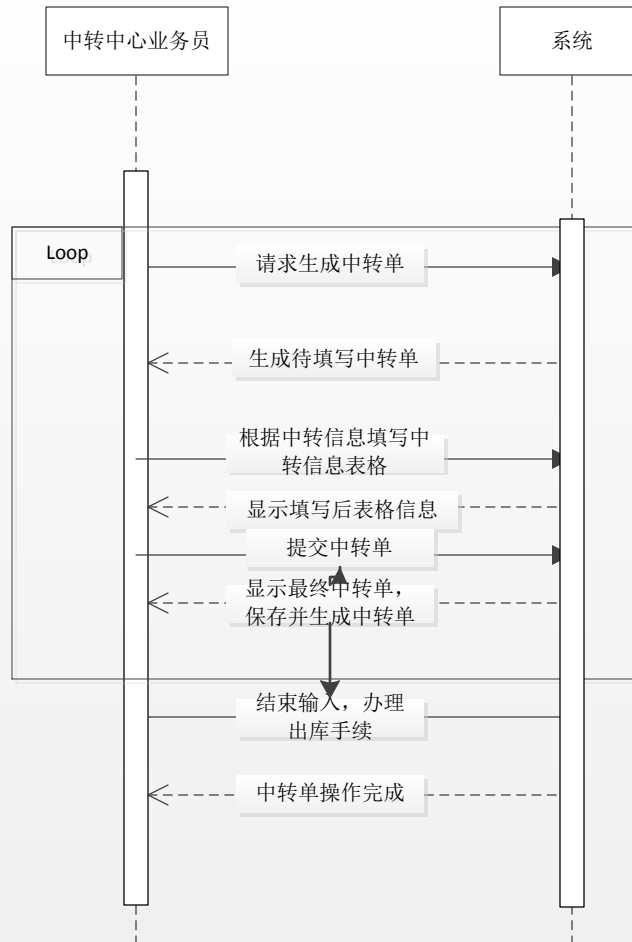 中转中心业务员
系统
Loop
请求生成中转单
生成待填写中转单
根据中转信息填写中
转信息表格
显示填写后表格信息
提交中转单
显示最终中转单，
保存并生成中转单
结束输入，办理
出库手续
中转单操作完成